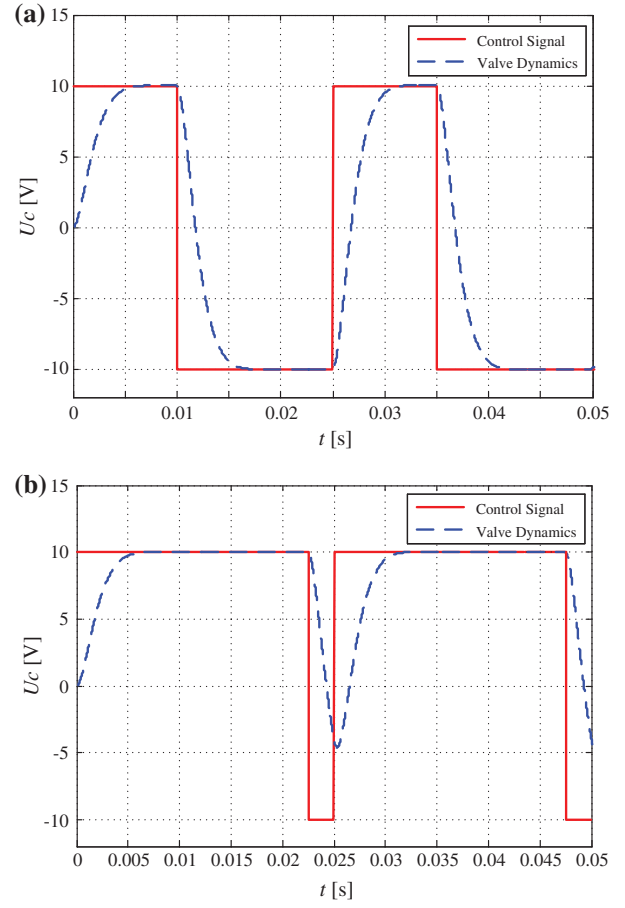 (a)
15
10
5
0
-5
-10
Uc [V]
Control Signal
Valve Dynamics
0 0.01 0.02 0.03 0.04 0.05
t [s]
(b)
15
10
5
0
-5
-10
Uc [V]
Control Signal
Valve Dynamics
0 0.005 0.01 0.015 0.02 0.025 0.03 0.035 0.04 0.045 0.05
t [s]